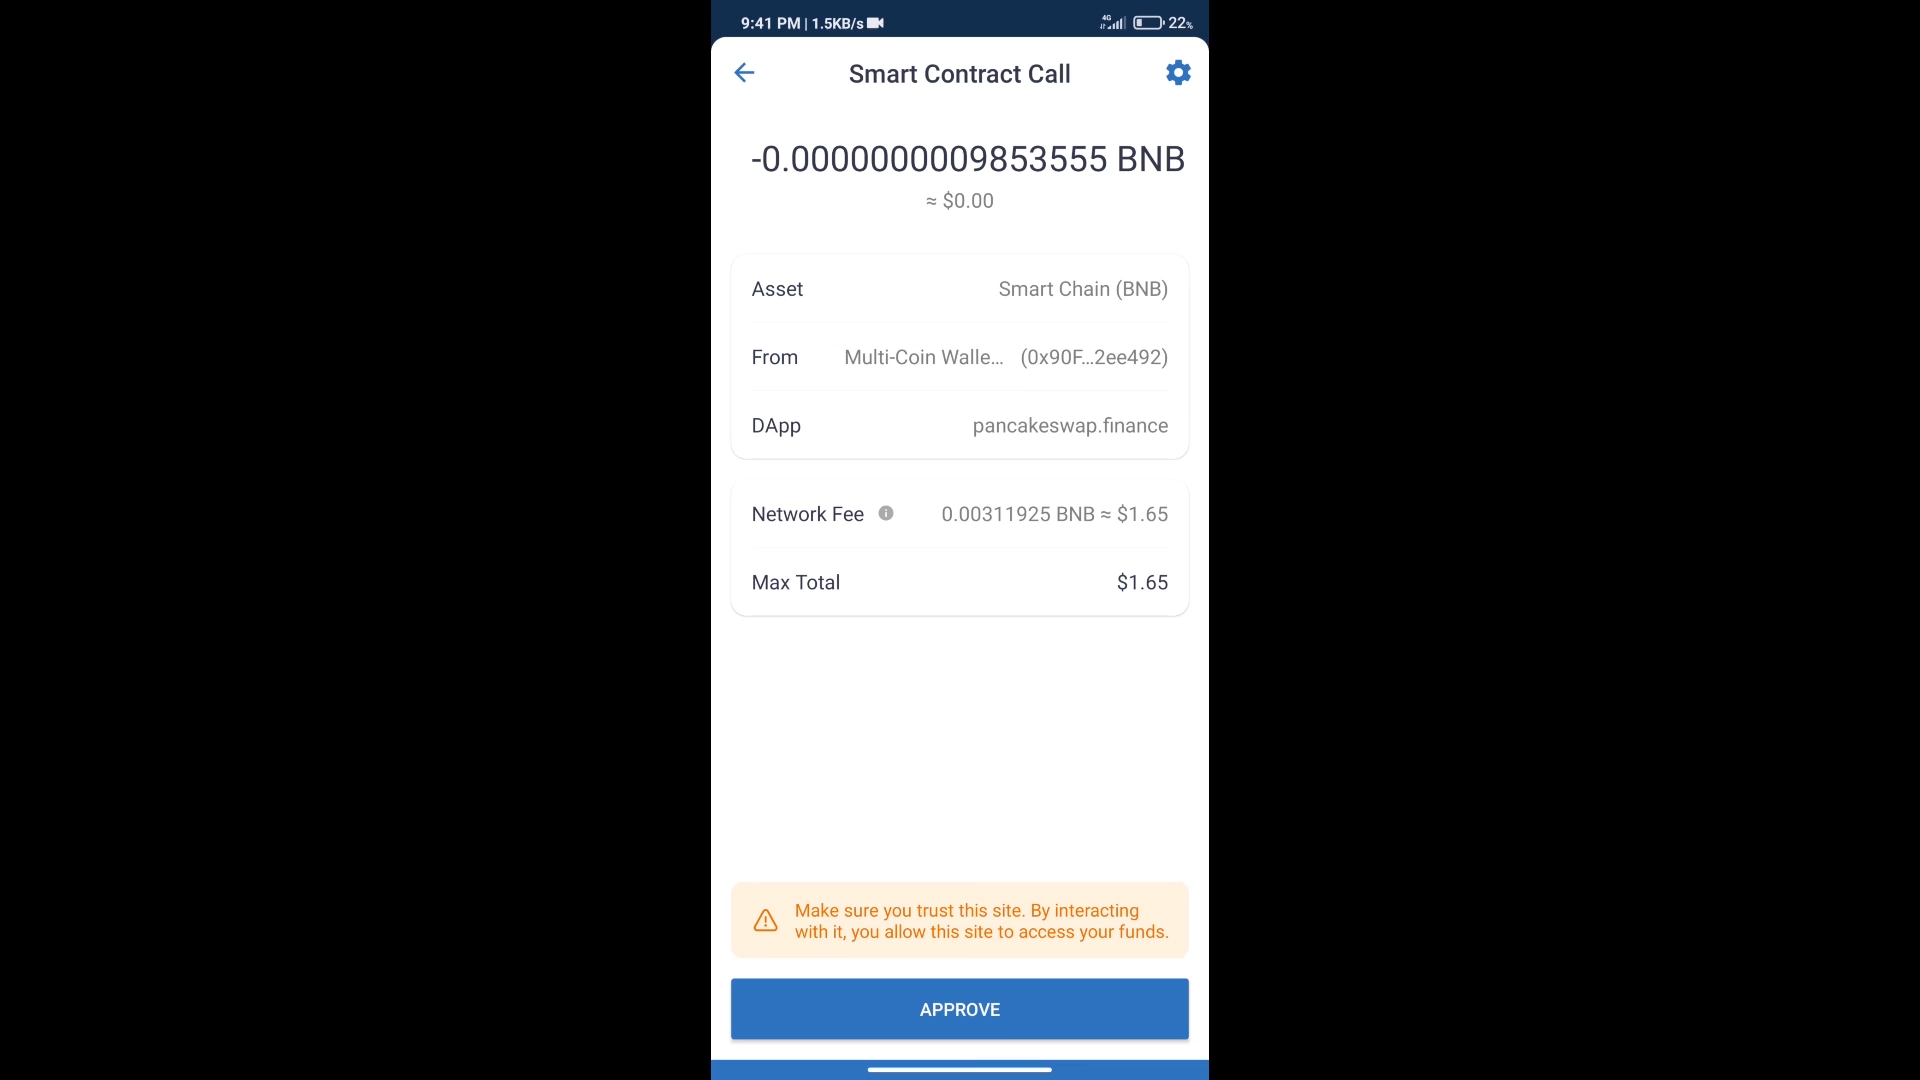 9:41 PM | 1.5KB/s 4G 22%
Smart Contract Call
-0.0000000009853555 BNB
≈ $0.00
Asset Smart Chain (BNB)
From Multi-Coin Walle... (0x90F...2ee492)
DApp pancakeswap.finance
Network Fee 0.00311925 BNB ≈ $1.65
Max Total $1.65
Make sure you trust this site. By interacting
with it, you allow this site to access your funds.
APPROVE